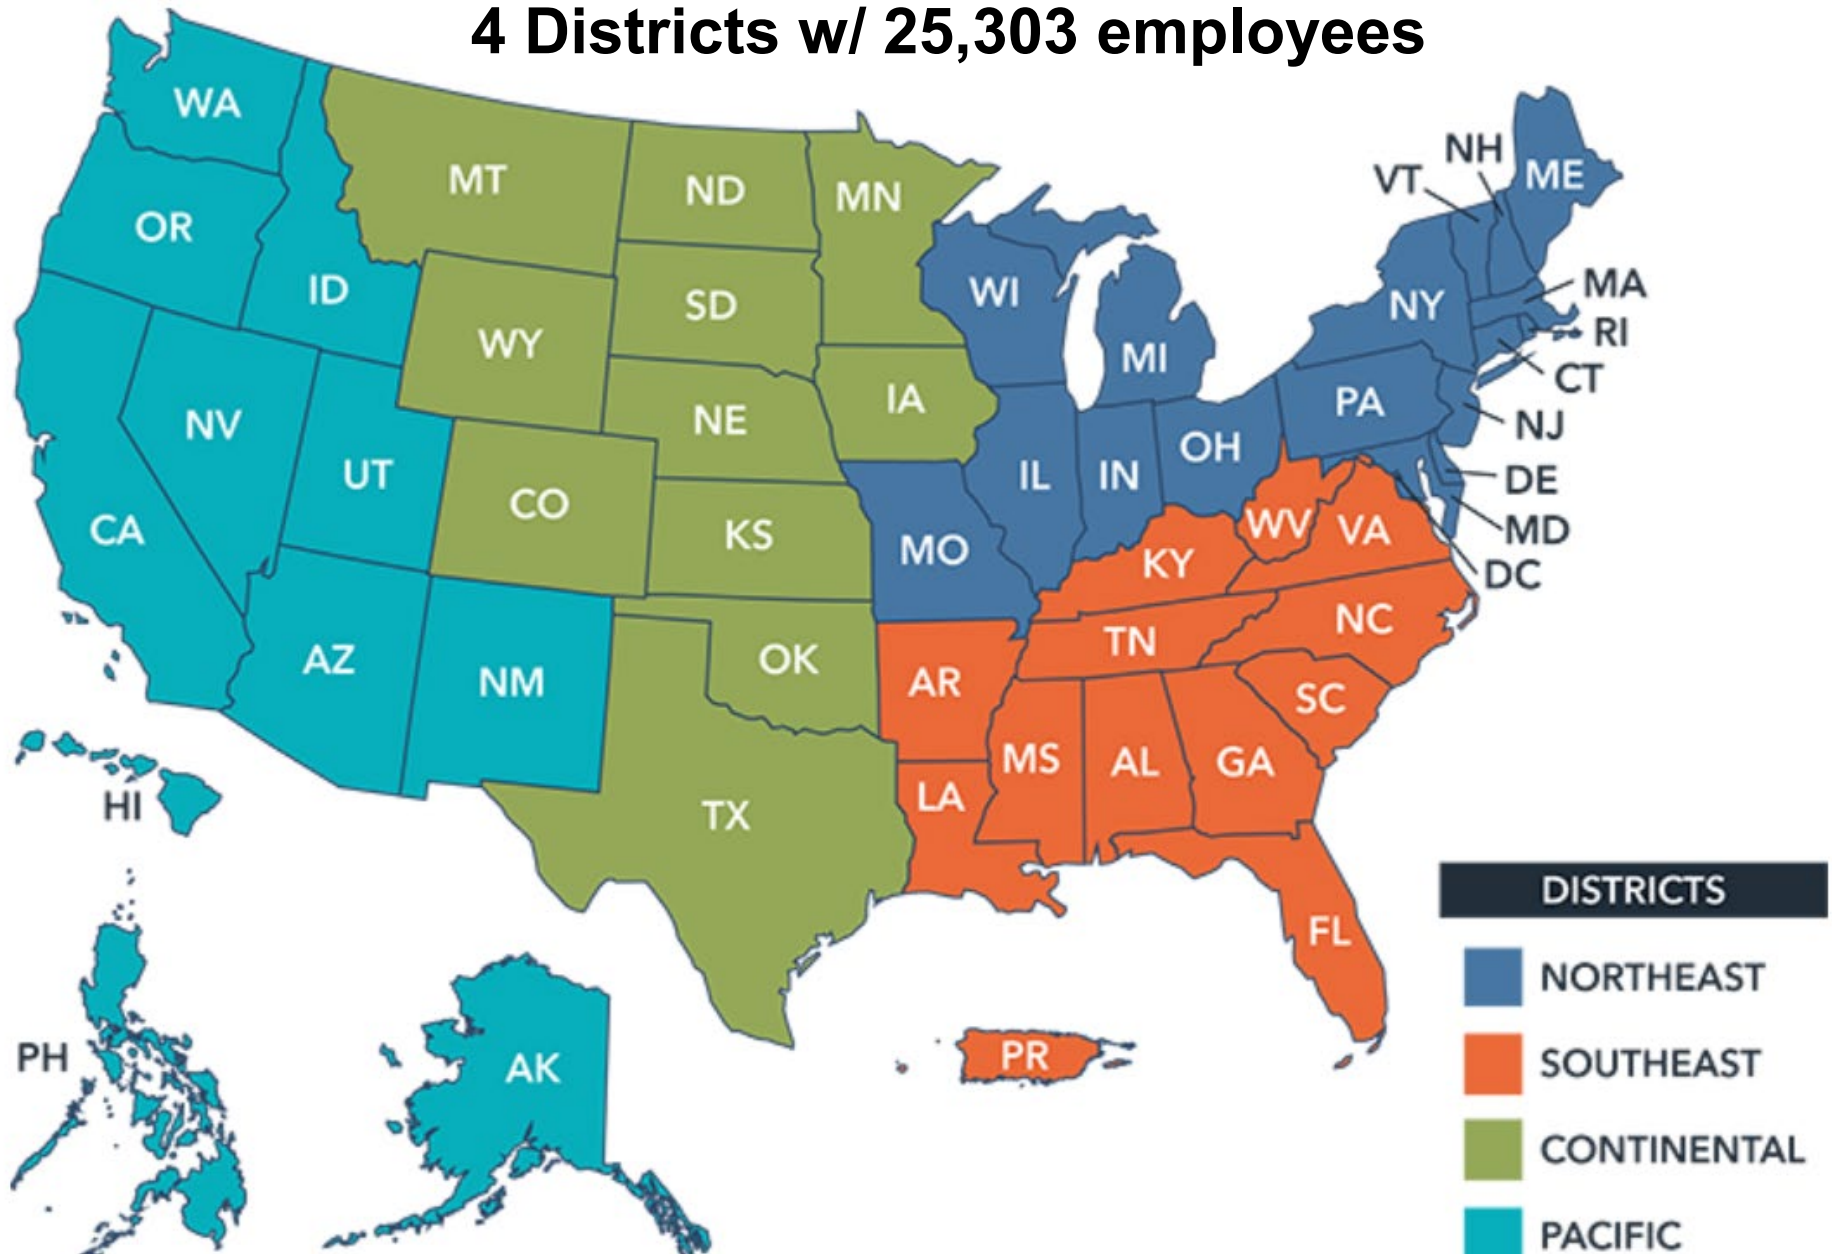 4 Districts w/ 25,303 employees
WA
MT
ND
MN
OR
ID
SD
WY
WI
MI
NH
VT
ME
NY
MA
RI
CT
NJ
PA
IA
NE
NV
UT
CO
KS
IL
IN
OH
DE
MD
DC
CA
MO
WV
VA
KY
NC
TN
AZ
NM
OK
AR
SC
MS
AL
GA
LA
TX
HI
FL
PH
AK
PR
DISTRICTS
NORTHEAST
SOUTHEAST
CONTINENTAL
PACIFIC